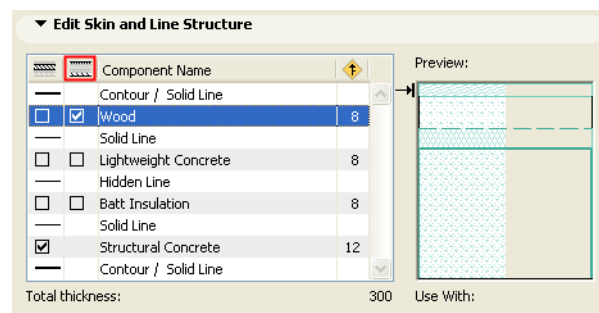 Edit Skin and Line Structure
Component Name
Preview:
Contour / Solid Line
Wood 8
Solid Line
Lightweight Concrete 8
Hidden Line
Batt Insulation 8
Solid Line
Structural Concrete 12
Contour / Solid Line
Total thickness: 300 Use With: